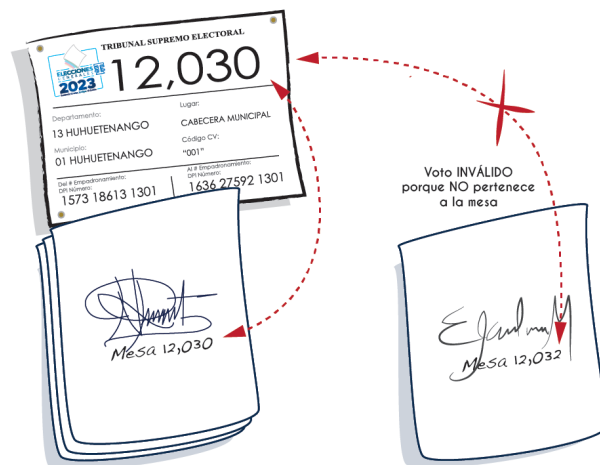 TRIBUNAL SUPREMO ELECTORAL
ELECCIONES
GENERALES
2023
12,030
Departamento:
13 HUHUETENANGO
Lugar:
CABECERA MUNICIPAL
Municipio:
01 HUHUETENANGO
Código CV:
"001"
Del # Empadronamiento:
DPI Número:
1573 18613 1301
Al # Empadronamiento:
DPI Número:
1636 27592 1301
Voto INVÁLIDO
porque NO pertenece
a la mesa
Mesa 12,030
Mesa 12,032